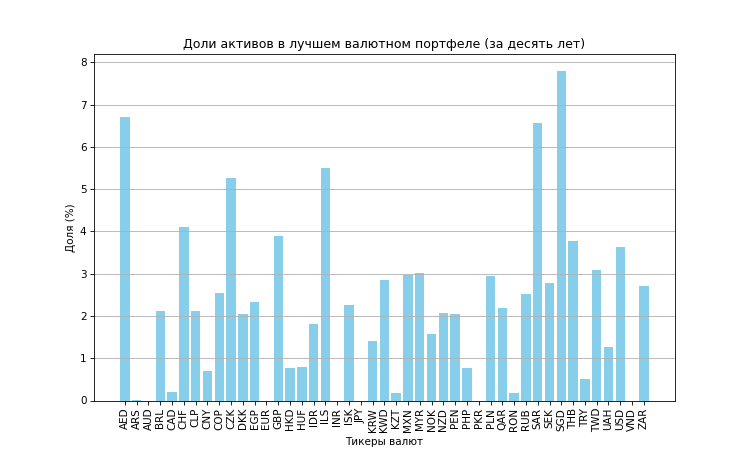 Доли активов в лучшем валютном портфеле (за десять лет)
8
7
6
5
4
3
2
1
0
Доля (%)
AED
ARS
AUD
BRL
CAD
CHF
CLP
CNY
COP
CZK
DKK
EGP
EUR
GBP
HKD
HUF
IDR
ILS
INR
ISK
JPY
KRW
KWD
KZT
MXN
MYR
NOK
NZD
PEN
PHP
PKR
PLN
QAR
RON
RUB
SAR
SEK
SGD
THB
TRY
TWD
UAH
USD
VND
ZAR
Тикеры валют